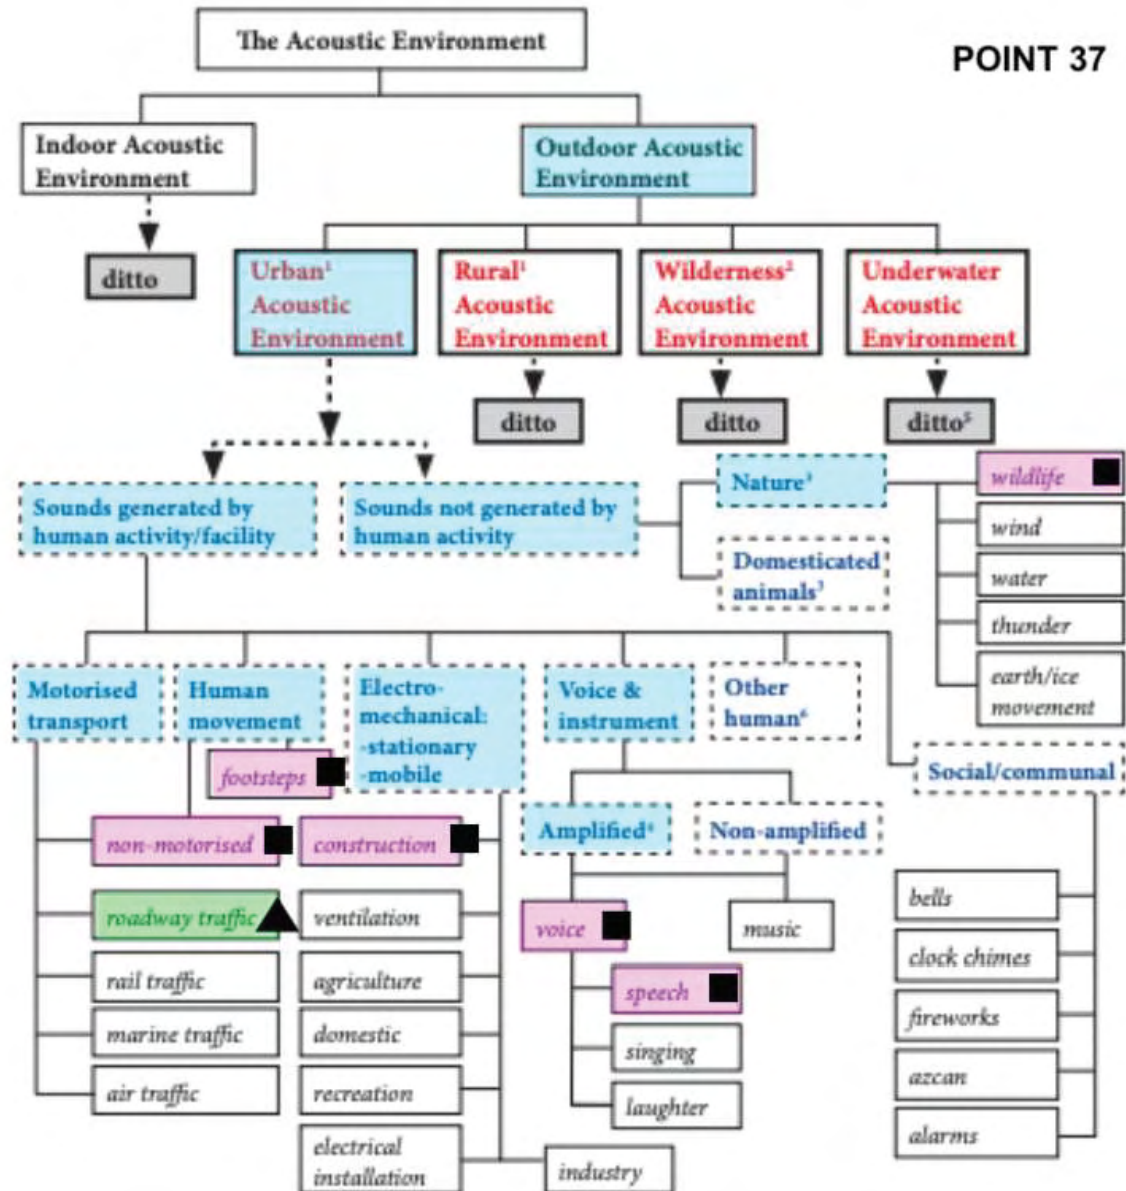 The Acoustic Environment
POINT 37
Indoor Acoustic
Environment
Outdoor Acoustic
Environment
ditto
Urban¹
Acoustic
Environment
Rural¹
Acoustic
Environment
Wilderness²
Acoustic
Environment
Underwater
Acoustic
Environment
ditto
ditto
ditto⁵
Sounds generated by
human activity/facility
Sounds not generated by
human activity
Nature³
Domesticated
animals³
wildlife
wind
water
thunder
earth/ice
movement
Motorised
transport
Human
movement
Electro-
mechanical:
-stationary
-mobile
Voice &
instrument
Other
human⁶
Social/communal
footsteps
non-motorised
construction
roadway traffic
ventilation
rail traffic
agriculture
marine traffic
domestic
air traffic
recreation
electrical
installation
industry
Amplified⁴
Non-amplified
voice
music
speech
singing
laughter
bells
clock chimes
fireworks
azcan
alarms